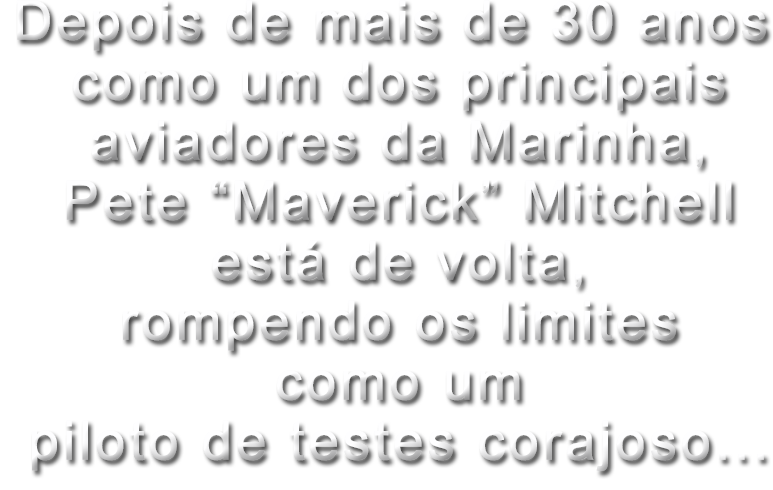 Depois de mais de 30 anos
como um dos principais
aviadores da Marinha,
Pete “Maverick” Mitchell
está de volta,
rompendo os limites
como um
piloto de testes corajoso...